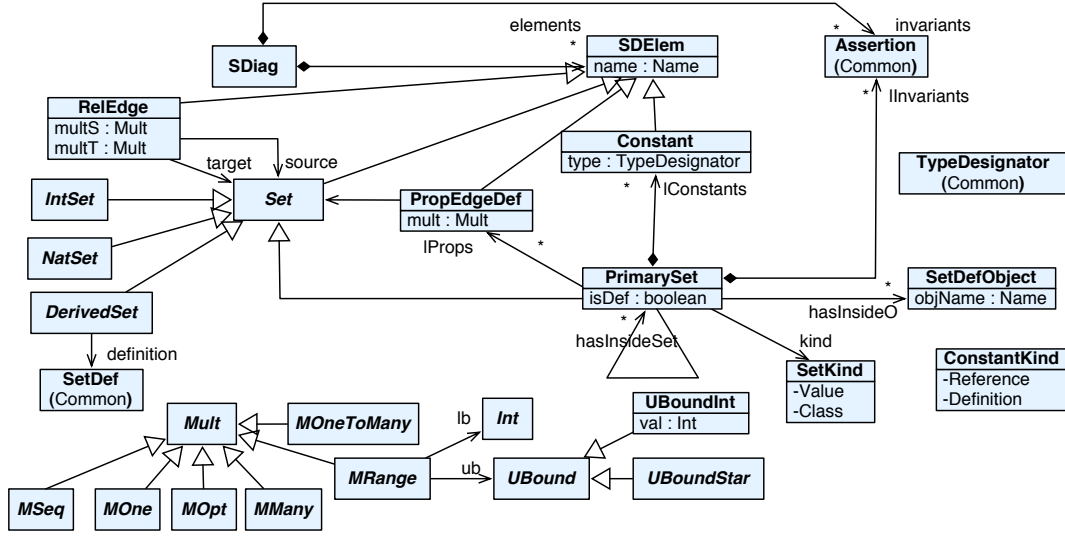 elements
invariants
*
*
SDiag
SDElem
name : Name
Assertion
(Common)
*
lInvariants
RelEdge
multS : Mult
multT : Mult
target
source
Constant
type : TypeDesignator
*
lConstants
TypeDesignator
(Common)
IntSet
Set
PropEdgeDef
mult : Mult
NatSet
lProps
*
DerivedSet
PrimarySet
isDef : boolean
*
hasInsideO
SetDefObject
objName : Name
*
hasInsideSet
definition
kind
SetDef
(Common)
SetKind
-Value
-Class
ConstantKind
-Reference
-Definition
Mult
MOneToMany
lb
Int
UBoundInt
val : Int
MSeq
MOne
MOpt
MMany
MRange
ub
UBound
UBoundStar